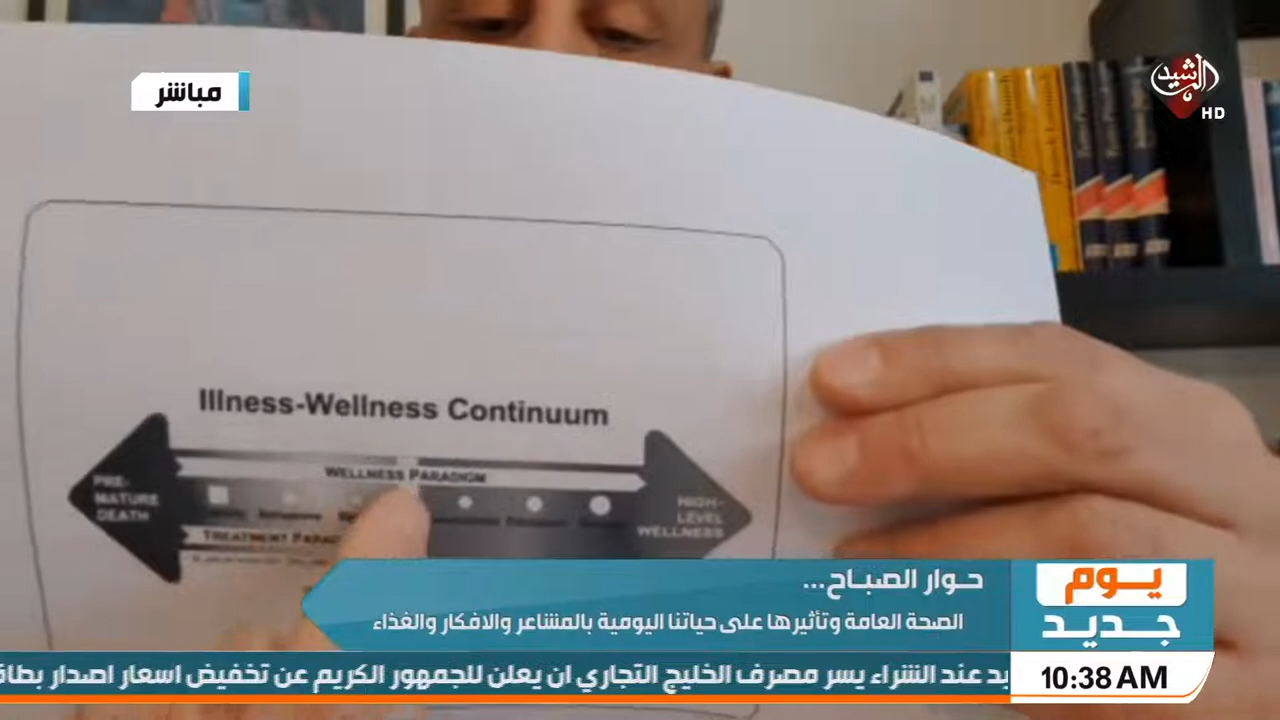 مباشر
الرشيد
HD
Illness-Wellness Continuum
WELLNESS PARADIGM
PRE-
MATURE
DEATH
HIGH-
LEVEL
WELLNESS
TREATMENT
حوار الصباح...
الصحة العامة وتأثيرها على حياتنا اليومية بالمشاعر والافكار والغذاء
يوم
جديد
عند الشراء يسر مصرف الخليج التجاري ان يعلن للجمهور الكريم عن تخفيض اسعار اصدار
10:38 AM